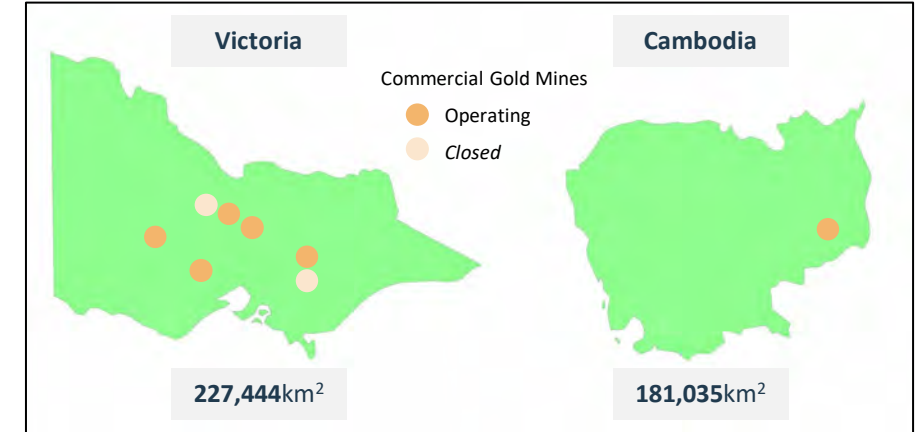 Victoria
Cambodia
Commercial Gold Mines
Operating
Closed
227,444km²
181,035km²